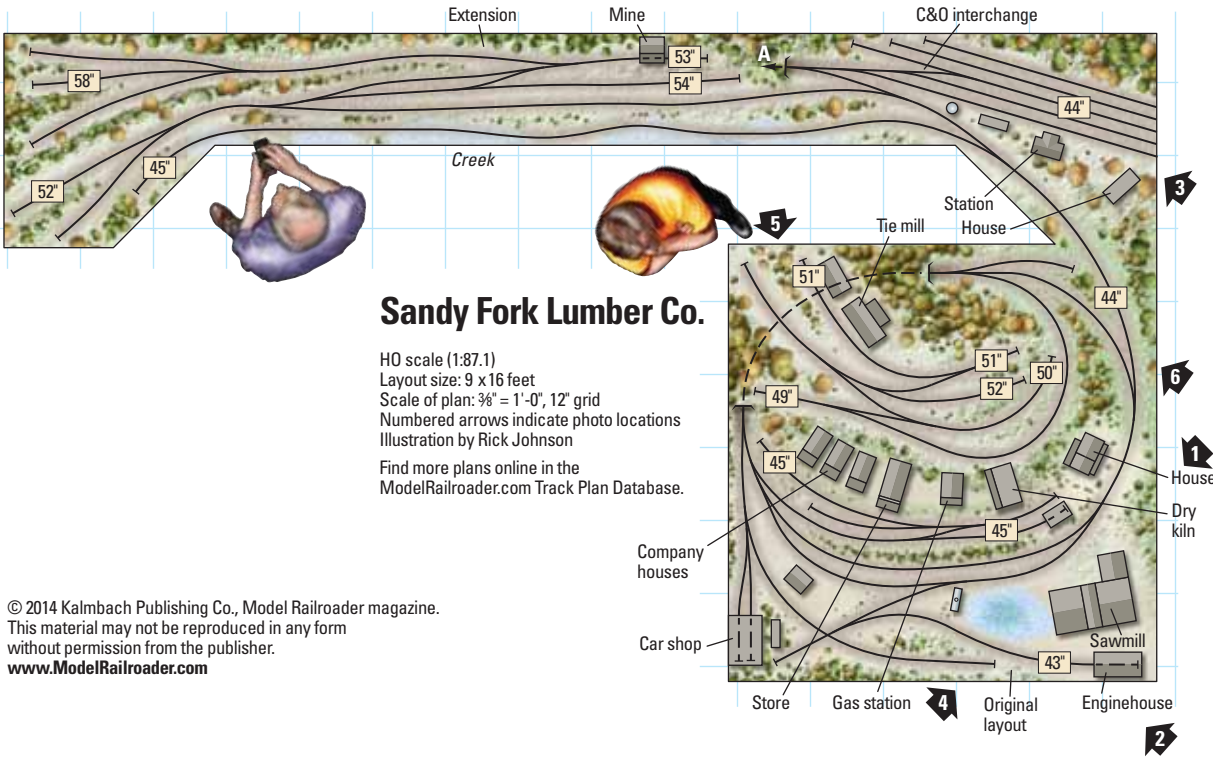 Extension
Mine
C&O interchange
A
53"
54"
58"
44"
45"
52"
Creek
Station
House
3
5
Tie mill
51"
44"
Sandy Fork Lumber Co.
HO scale (1:87.1)
Layout size: 9 x 16 feet
Scale of plan: ⅜" = 1'-0", 12" grid
Numbered arrows indicate photo locations
Illustration by Rick Johnson
Find more plans online in the
ModelRailroader.com Track Plan Database.
51"
50"
52"
49"
6
45"
1
House
Dry
kiln
45"
Company
houses
© 2014 Kalmbach Publishing Co., Model Railroader magazine.
This material may not be reproduced in any form
without permission from the publisher.
www.ModelRailroader.com
Car shop
Sawmill
43"
Store
Gas station
4
Original
layout
Enginehouse
2